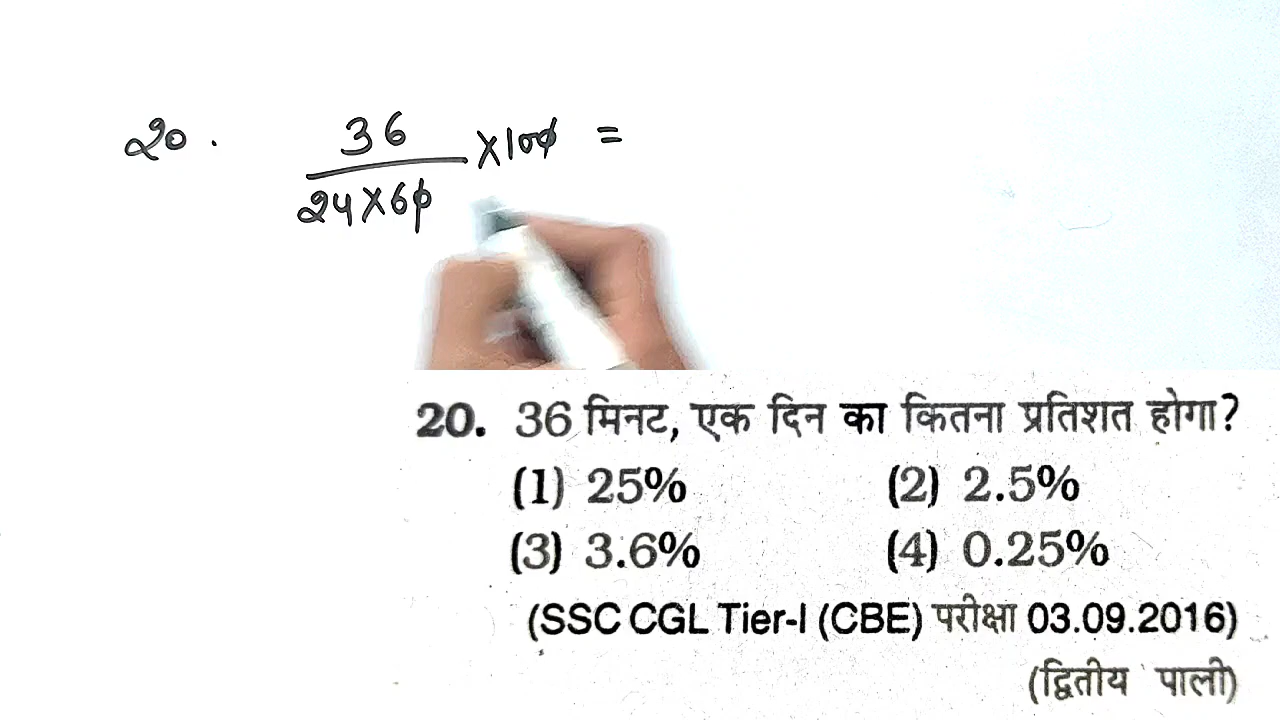 20. 36 × 100 =
24 × 60
20. 36 मिनट, एक दिन का कितना प्रतिशत होगा?
(1) 25% (2) 2.5%
(3) 3.6% (4) 0.25%
(SSC CGL Tier-I (CBE) परीक्षा 03.09.2016)
(द्वितीय पाली)